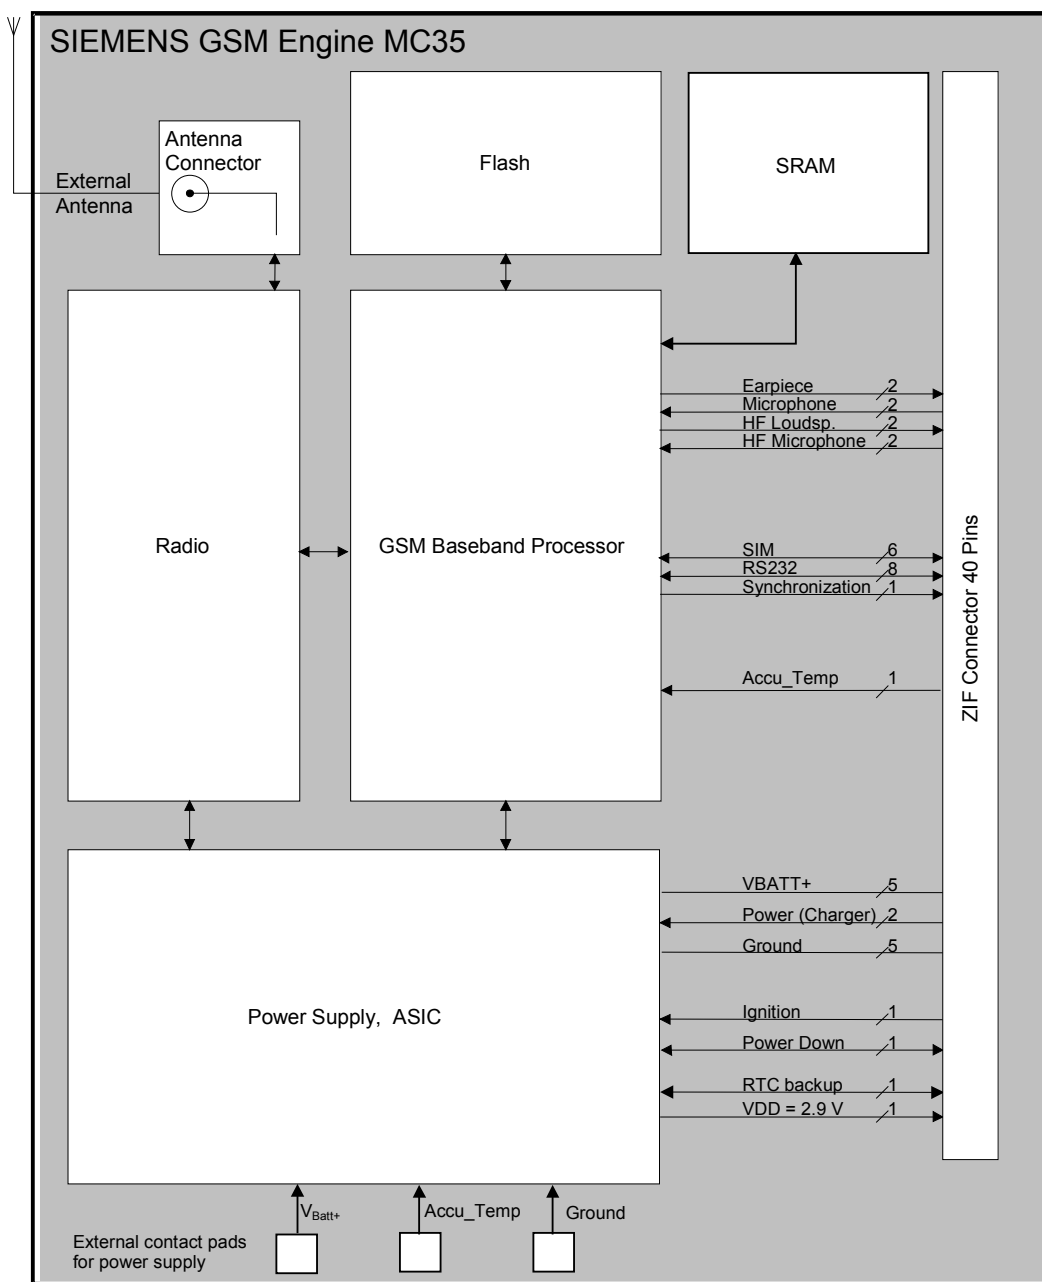 SIEMENS GSM Engine MC35
Antenna
Connector
External
Antenna
Flash
SRAM
Earpiece 2
Microphone 2
HF Loudsp. 2
HF Microphone 2
Radio
GSM Baseband Processor
SIM 6
RS232 8
Synchronization 1
Accu_Temp 1
ZIF Connector 40 Pins
VBATT+ 5
Power (Charger) 2
Ground 5
Power Supply, ASIC
Ignition 1
Power Down 1
RTC backup 1
VDD = 2.9 V 1
VBatt+
Accu_Temp
Ground
External contact pads
for power supply